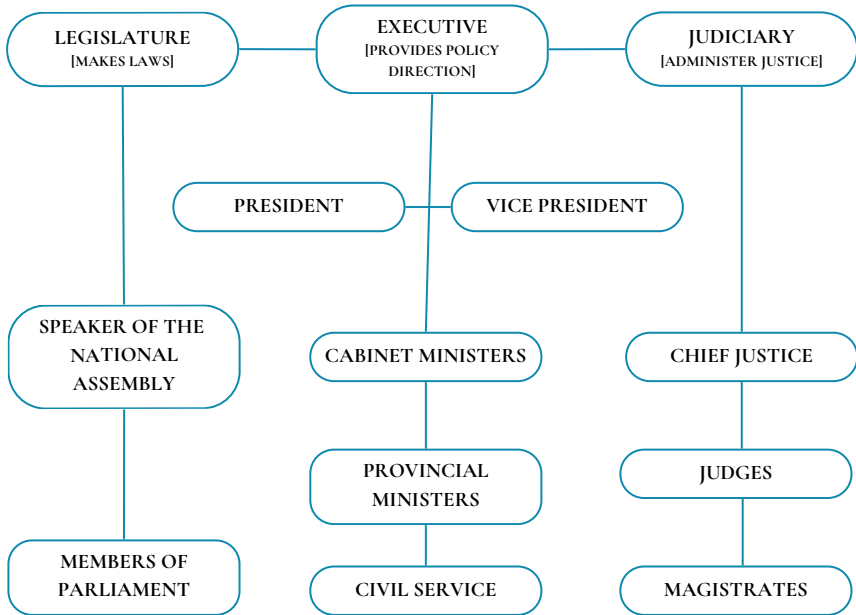 LEGISLATURE
[MAKES LAWS]
EXECUTIVE
[PROVIDES POLICY
DIRECTION]
JUDICIARY
[ADMINISTER JUSTICE]
PRESIDENT
VICE PRESIDENT
SPEAKER OF THE
NATIONAL
ASSEMBLY
CABINET MINISTERS
CHIEF JUSTICE
PROVINCIAL
MINISTERS
JUDGES
MEMBERS OF
PARLIAMENT
CIVIL SERVICE
MAGISTRATES